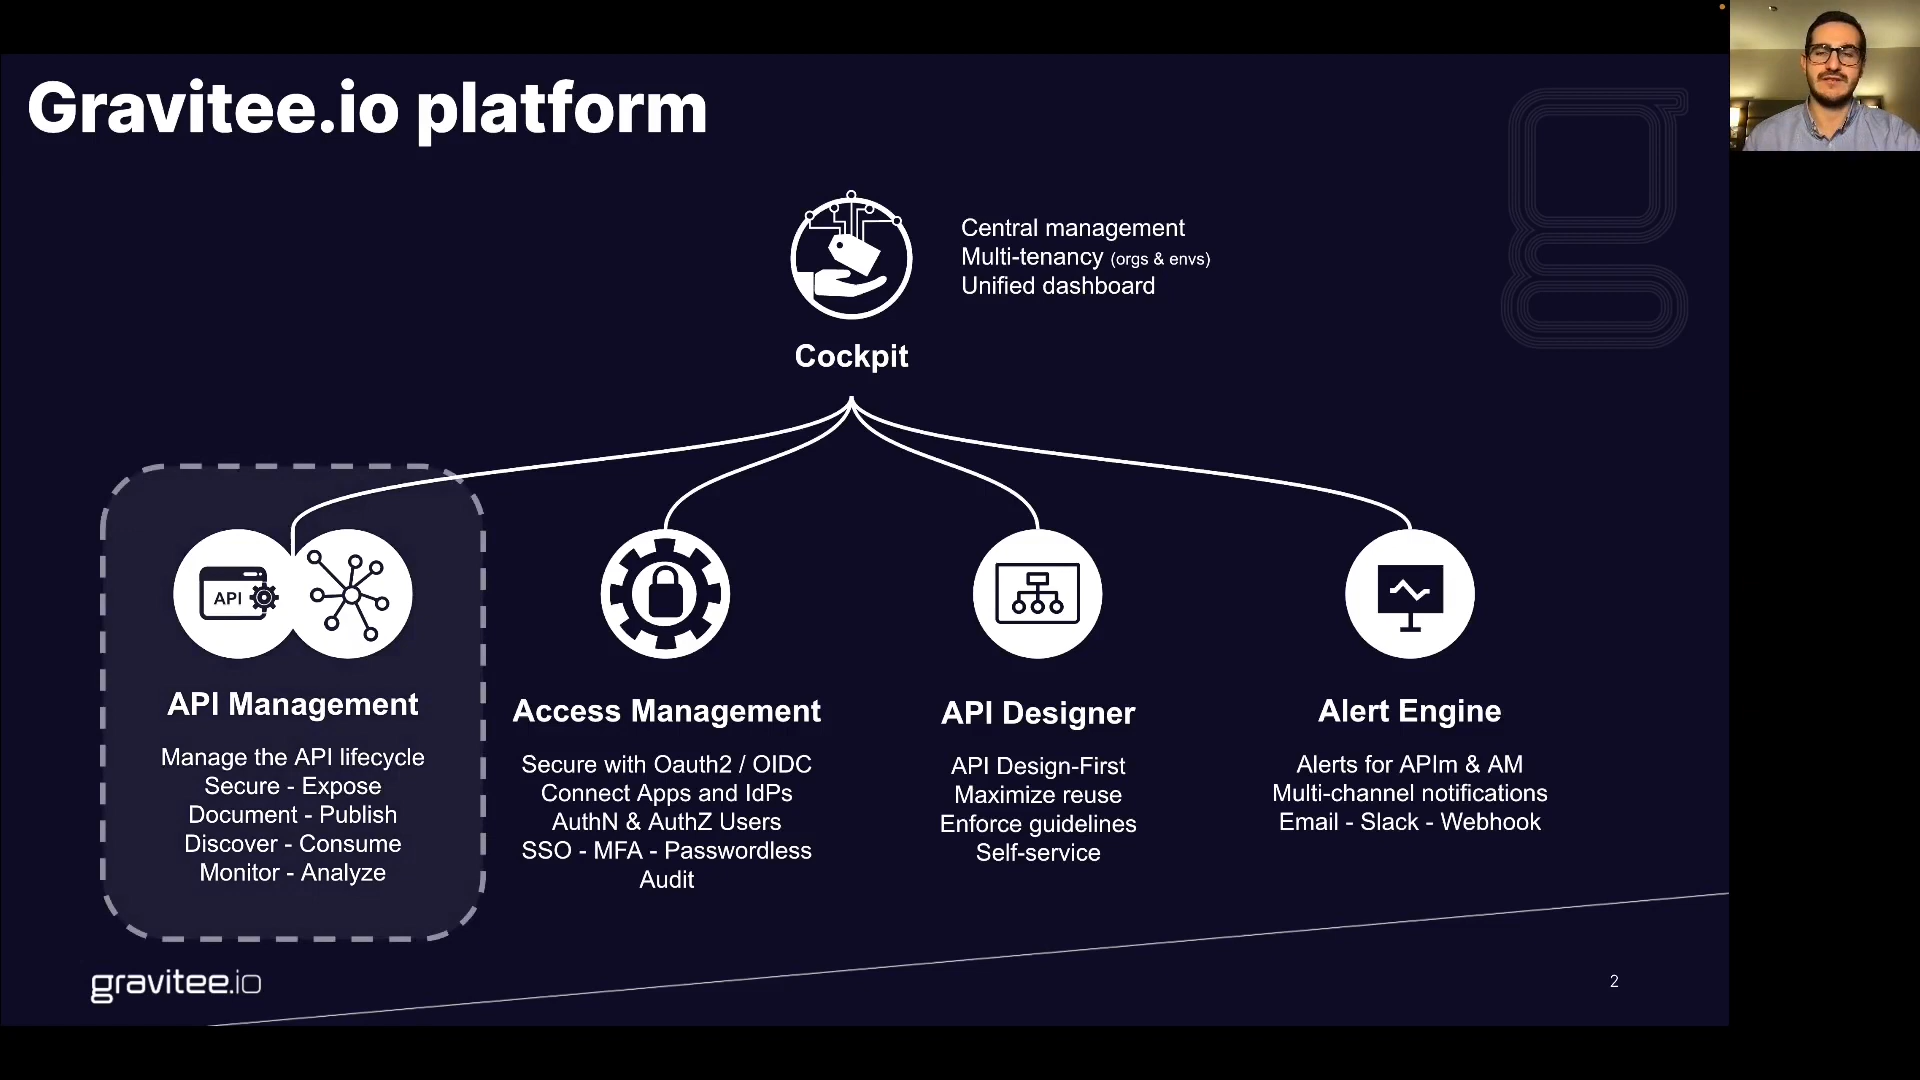 Gravitee.io platform
Central management
Multi-tenancy (orgs & envs)
Unified dashboard
Cockpit
API
API Management
Manage the API lifecycle
Secure - Expose
Document - Publish
Discover - Consume
Monitor - Analyze
Access Management
Secure with Oauth2 / OIDC
Connect Apps and IdPs
AuthN & AuthZ Users
SSO - MFA - Passwordless
Audit
API Designer
API Design-First
Maximize reuse
Enforce guidelines
Self-service
Alert Engine
Alerts for APIm & AM
Multi-channel notifications
Email - Slack - Webhook
gravitee.io
2